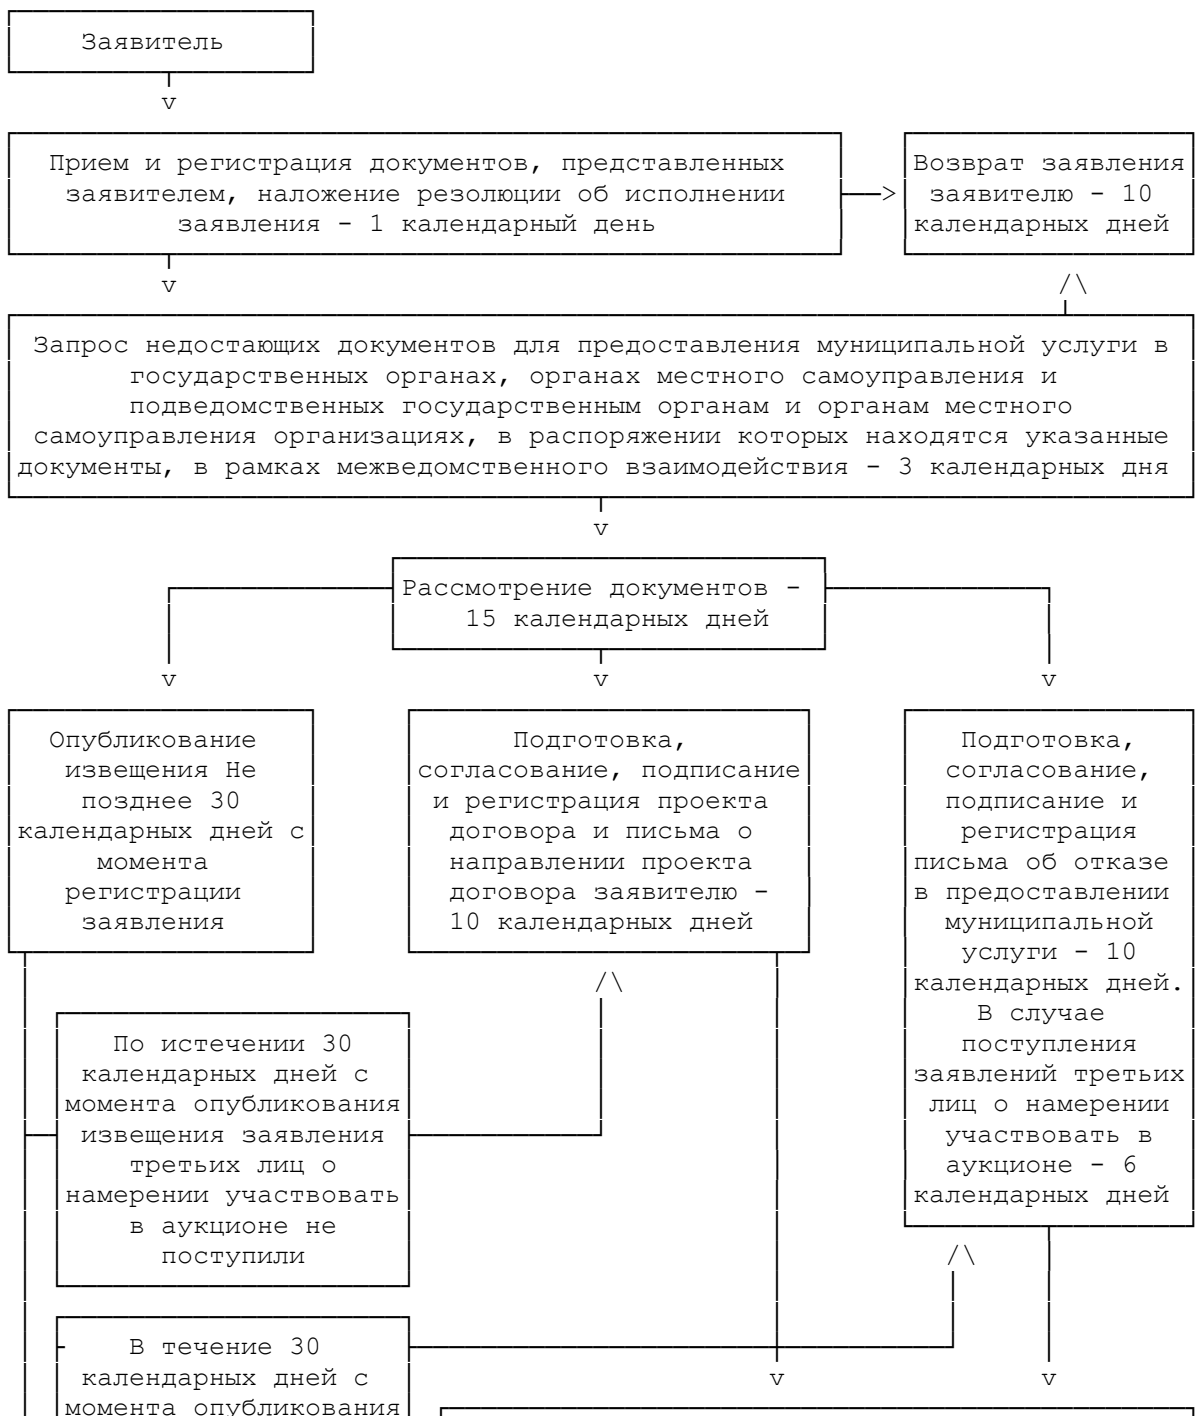 Заявитель
v
Прием и регистрация документов, представленных
заявителем, наложение резолюции об исполнении
заявления - 1 календарный день
Возврат заявления
заявителю - 10
календарных дней
v
Запрос недостающих документов для предоставления муниципальной услуги в
государственных органах, органах местного самоуправления и
подведомственных государственным органам и органам местного
самоуправления организациях, в распоряжении которых находятся указанные
документы, в рамках межведомственного взаимодействия - 3 календарных дня
v
Рассмотрение документов -
15 календарных дней
v
v
v
Опубликование
извещения Не
позднее 30
календарных дней с
момента
регистрации
заявления
Подготовка,
согласование, подписание
и регистрация проекта
договора и письма о
направлении проекта
договора заявителю -
10 календарных дней
Подготовка,
согласование,
подписание и
регистрация
письма об отказе
в предоставлении
муниципальной
услуги - 10
календарных дней.
В случае
поступления
заявлений третьих
лиц о намерении
участвовать в
аукционе - 6
календарных дней
По истечении 30
календарных дней с
момента опубликования
извещения заявления
третьих лиц о
намерении участвовать
в аукционе не
поступили
В течение 30
календарных дней с
момента опубликования
v
v